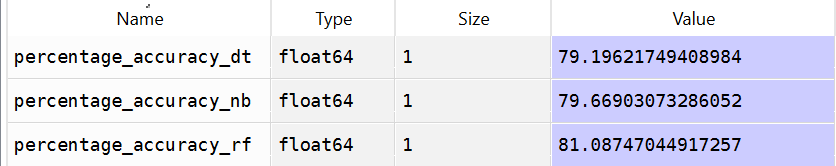 Name Type Size Value
percentage_accuracy_dt float64 1 79.19621749408984
percentage_accuracy_nb float64 1 79.66903073286052
percentage_accuracy_rf float64 1 81.08747044917257